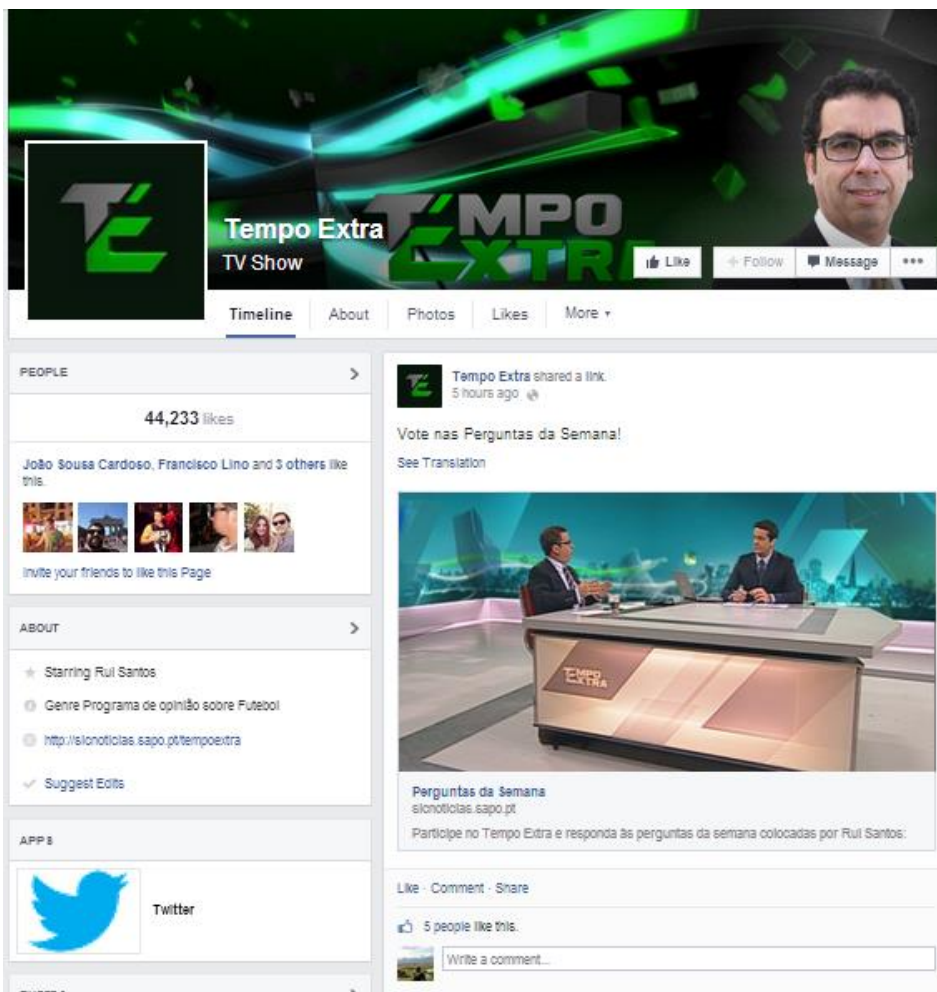 TEMPO
EXTRA
TE
Tempo Extra
TV Show
Like
Follow
Message
Timeline
About
Photos
Likes
More
PEOPLE
44,233 likes
João Sousa Cardoso, Francisco Lino and 3 others like
this.
Invite your friends to like this Page
ABOUT
Starring Rui Santos
Genre Programa de opinião sobre Futebol
http://sicnoticias.sapo.pt/tempoextra
Suggest Edits
APPS
Twitter
TE
Tempo Extra shared a link.
5 hours ago
Vote nas Perguntas da Semana!
See Translation
TEMPO
EXTRA
Perguntas da Semana
sicnoticias.sapo.pt
Participe no Tempo Extra e responda às perguntas da semana colocadas por Rui Santos:
Like · Comment · Share
5 people like this.
Write a comment...